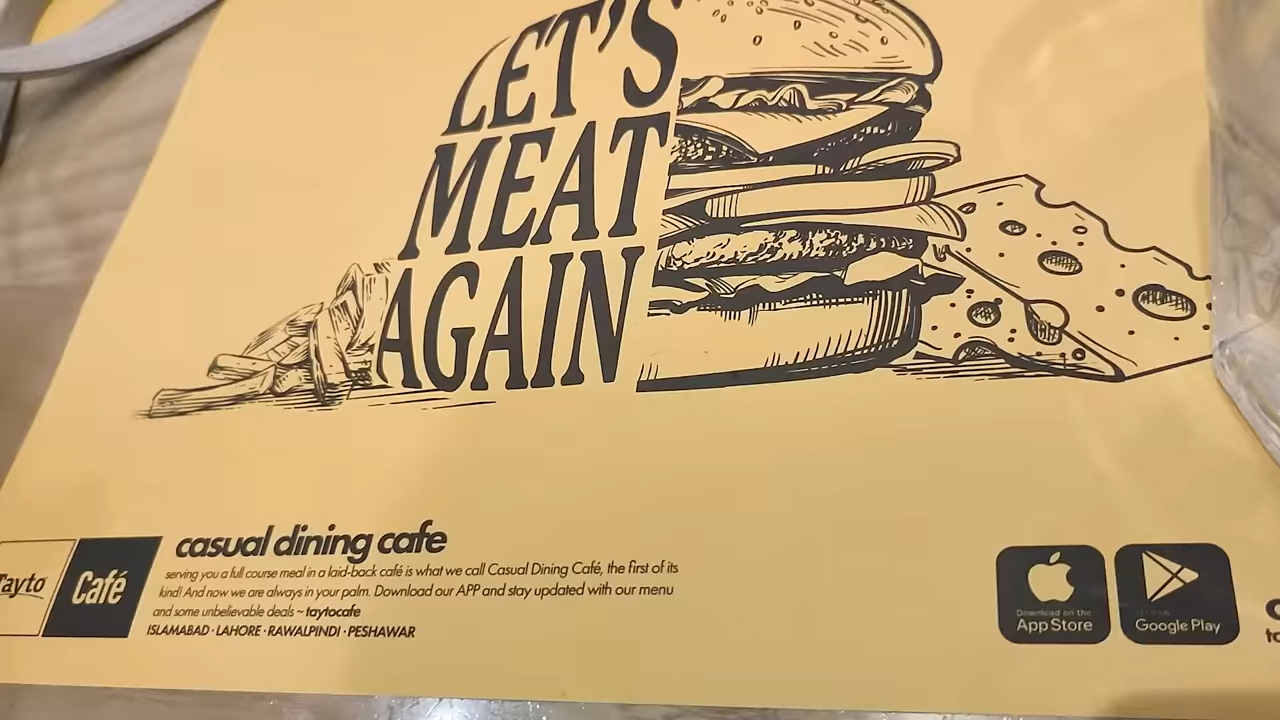 LET'S
MEAT
AGAIN
Tayto Café
casual dining cafe
serving you a full course meal in a laid-back café is what we call Casual Dining Café, the first of its
kind! And now we are always in your palm. Download our APP and stay updated with our menu
and some unbelievable deals ~ taytocafe
ISLAMABAD · LAHORE · RAWALPINDI · PESHAWAR
Download on the
App Store
Google Play